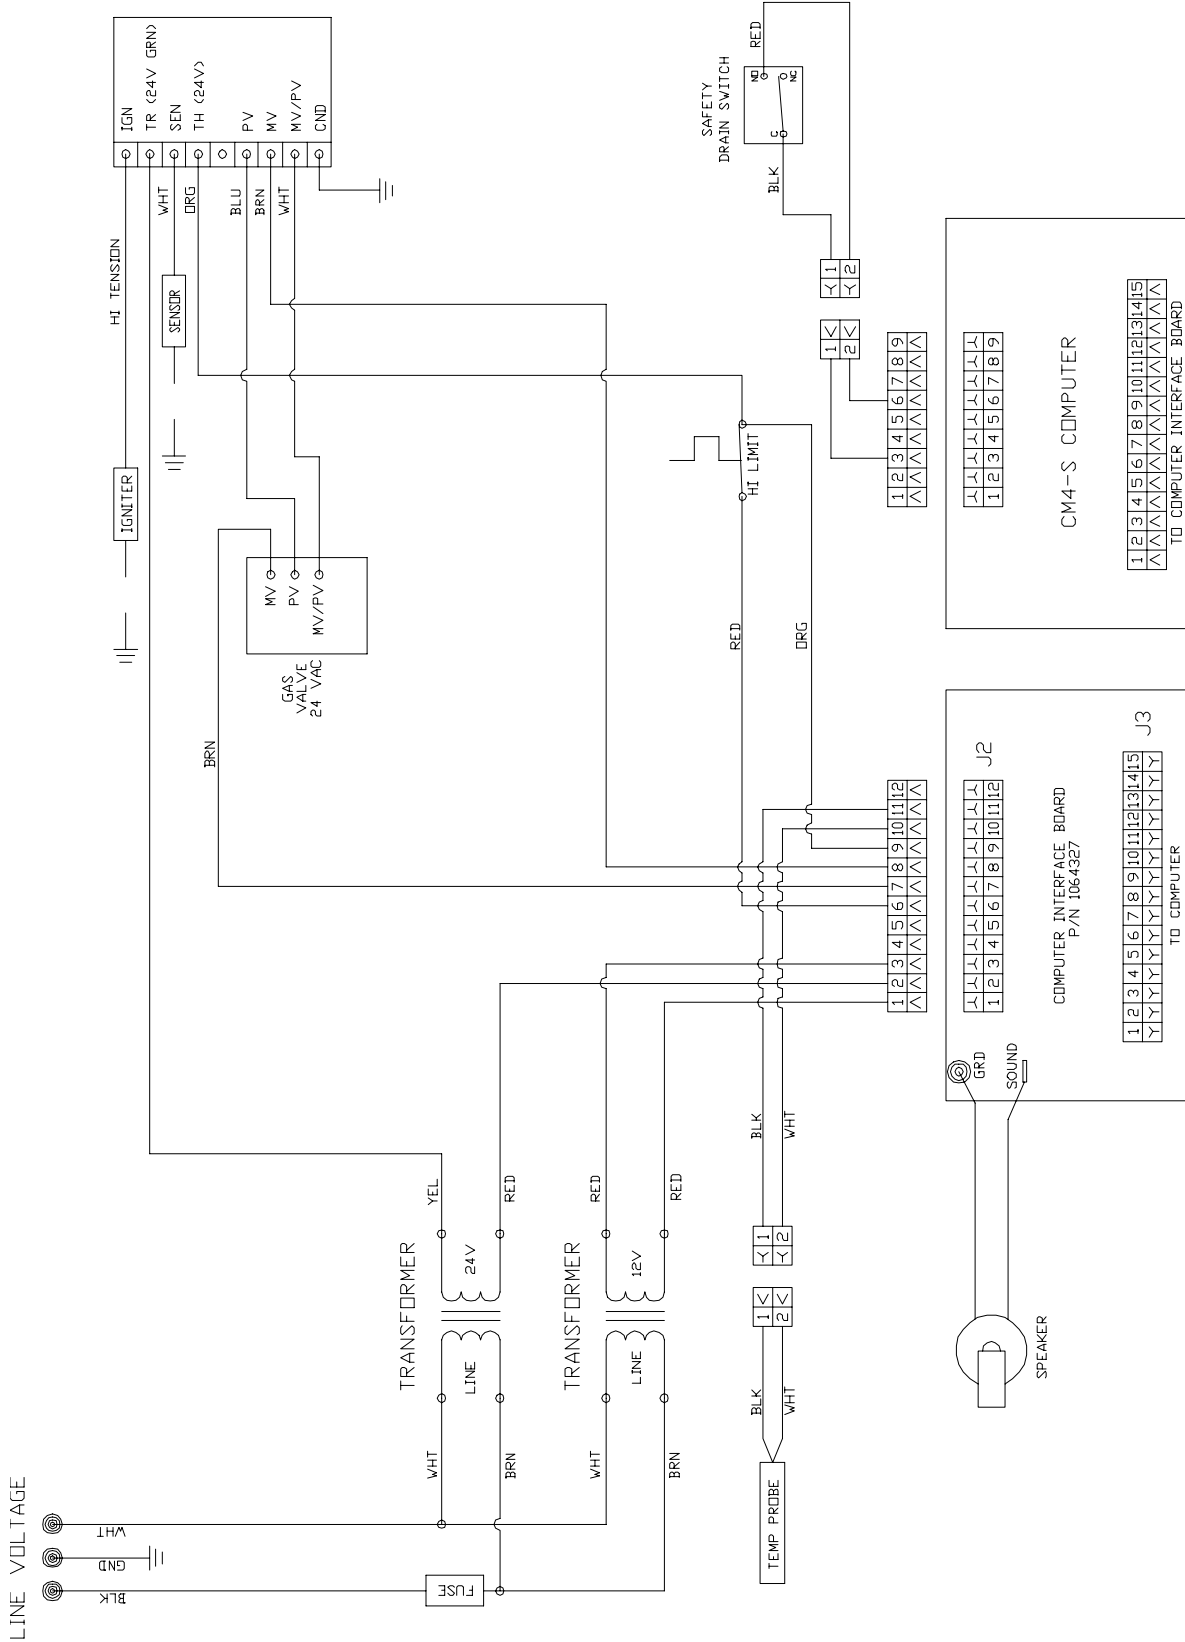 LINE VOLTAGE
BLK
GND
WHT
FUSE
WHT
BRN
WHT
BRN
TRANSFORMER
LINE
24V
YEL
RED
TRANSFORMER
LINE
12V
RED
RED
TEMP PROBE
BLK
WHT
1 2
1 2
BLK
WHT
SPEAKER
GRD
SOUND
IGN
TR (24V GRN)
SEN
TH (24V)
PV
MV
MV/PV
CND
HI TENSION
WHT
ORG
BLU
BRN
WHT
IGNITER
SENSOR
MV
PV
MV/PV
GAS
VALVE
24 VAC
BRN
HI LIMIT
RED
ORG
SAFETY
DRAIN SWITCH
NO
NC
C
RED
BLK
1 2
1 2
1 2 3 4 5 6 7 8 9 10 11 12
1 2 3 4 5 6 7 8 9 10 11 12
J2
COMPUTER INTERFACE BOARD
P/N 1064327
1 2 3 4 5 6 7 8 9 10 11 12 13 14 15
J3
TO COMPUTER
1 2 3 4 5 6 7 8 9
1 2 3 4 5 6 7 8 9
CM4-S COMPUTER
1 2 3 4 5 6 7 8 9 10 11 12 13 14 15
TO COMPUTER INTERFACE BOARD